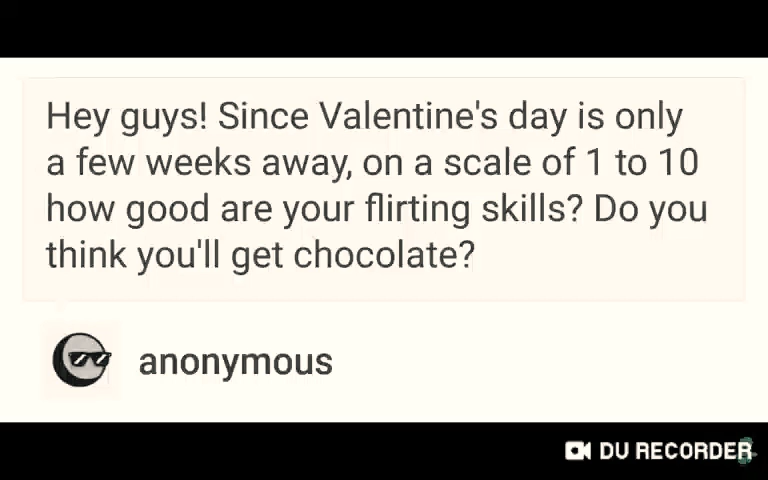 Hey guys! Since Valentine's day is only
a few weeks away, on a scale of 1 to 10
how good are your flirting skills? Do you
think you'll get chocolate?
anonymous
DU RECORDER